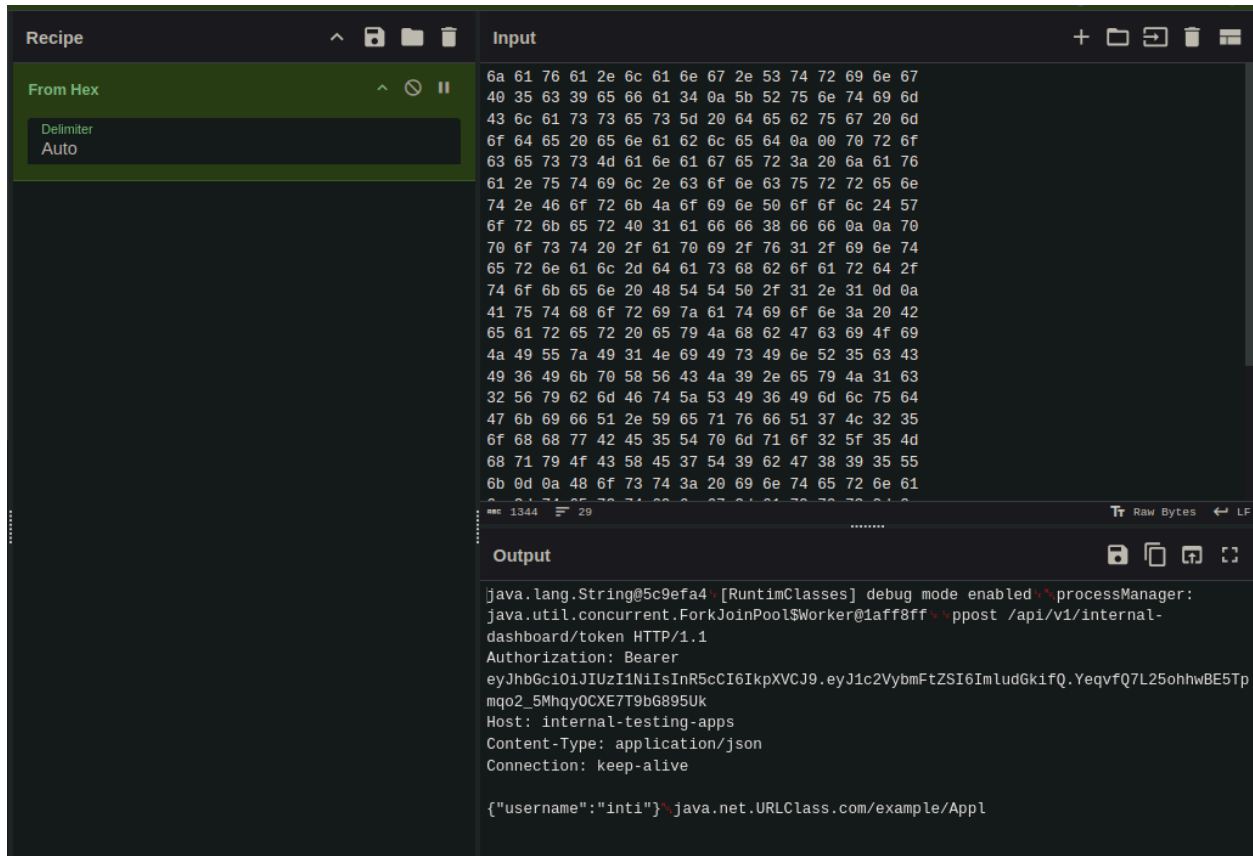 Recipe
Input
From Hex
Delimiter
Auto
6a 61 76 61 2e 6c 61 6e 67 2e 53 74 72 69 6e 67
40 35 63 39 65 66 61 34 0a 5b 52 75 6e 74 69 6d
43 6c 61 73 73 65 73 5d 20 64 65 62 75 67 20 6d
6f 64 65 20 65 6e 61 62 6c 65 64 0a 00 70 72 6f
63 65 73 73 4d 61 6e 61 67 65 72 3a 20 6a 61 76
61 2e 75 74 69 6c 2e 63 6f 6e 63 75 72 72 65 6e
74 2e 46 6f 72 6b 4a 6f 69 6e 50 6f 6f 6c 24 57
6f 72 6b 65 72 40 31 61 66 66 38 66 66 0a 0a 70
70 6f 73 74 20 2f 61 70 69 2f 76 31 2f 69 6e 74
65 72 6e 61 6c 2d 64 61 73 68 62 6f 61 72 64 2f
74 6f 6b 65 6e 20 48 54 54 50 2f 31 2e 31 0d 0a
41 75 74 68 6f 72 69 7a 61 74 69 6f 6e 3a 20 42
65 61 72 65 72 20 65 79 4a 68 62 47 63 69 4f 69
4a 49 55 7a 49 31 4e 69 49 73 49 6e 52 35 63 43
49 36 49 6b 70 58 56 43 4a 39 2e 65 79 4a 31 63
32 56 79 62 6d 46 74 5a 53 49 36 49 6d 6c 75 64
47 6b 69 66 51 2e 59 65 71 76 66 51 37 4c 32 35
6f 68 68 77 42 45 35 54 70 6d 71 6f 32 5f 35 4d
68 71 79 4f 43 58 45 37 54 39 62 47 38 39 35 55
6b 0d 0a 48 6f 73 74 3a 20 69 6e 74 65 72 6e 61
1344 29
Raw Bytes LF
Output
java.lang.String@5c9efa4 [RuntimClasses] debug mode enabled processManager:
java.util.concurrent.ForkJoinPool$Worker@1aff8ff ppost /api/v1/internal-
dashboard/token HTTP/1.1
Authorization: Bearer
eyJhbGciOiJIUzI1NiIsInR5cCI6IkpXVCJ9.eyJ1c2VybmFtZSI6ImludGkifQ.YeqvfQ7L25ohhwBE5Tp
mqo2_5MhqyOCXE7T9bG895Uk
Host: internal-testing-apps
Content-Type: application/json
Connection: keep-alive
{"username":"inti"} java.net.URLClass.com/example/Appl